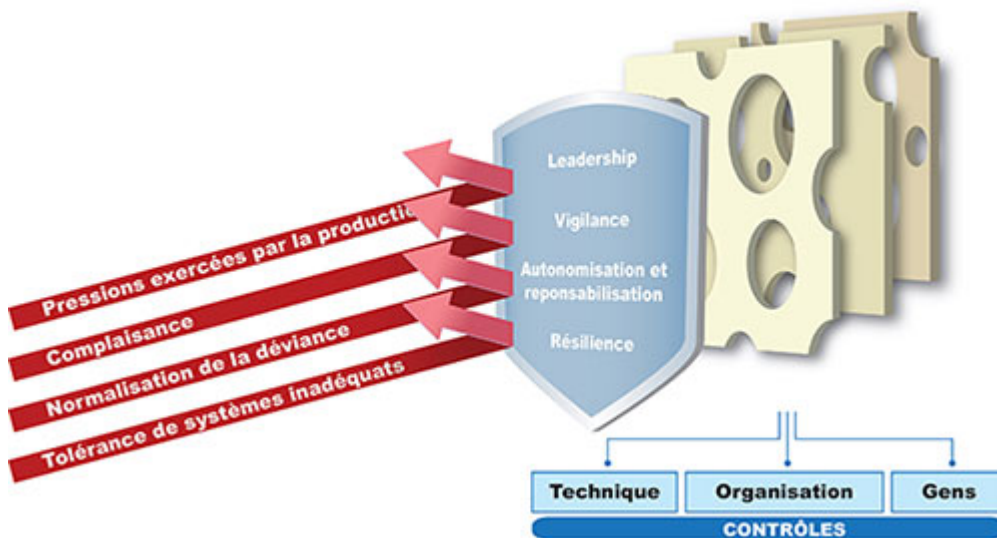 Pressions exercées par la productio
Complaisance
Normalisation de la déviance
Tolérance de systèmes inadéquats
Leadership
Vigilance
Autonomisation et
reponsabilisation
Résilience
Technique
Organisation
Gens
CONTRÔLES